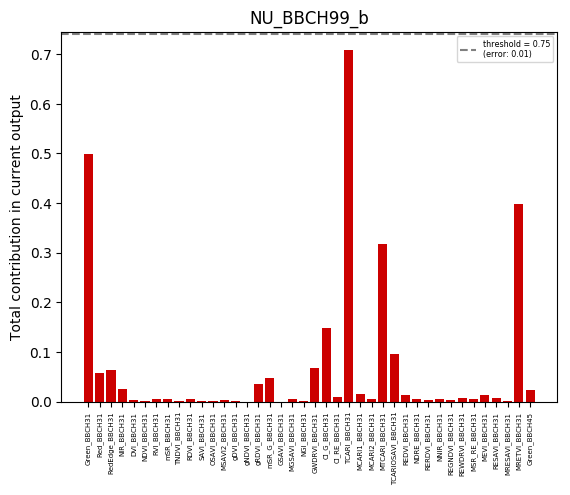 NU_BBCH99_b
threshold = 0.75
(error: 0.01)
Total contribution in current output
0.7
0.6
0.5
0.4
0.3
0.2
0.1
0.0
Green_BBCH31
Red_BBCH31
RedEdge_BBCH31
NIR_BBCH31
DVI_BBCH31
NDVI_BBCH31
RVI_BBCH31
mSR_BBCH31
TNDVI_BBCH31
RDVI_BBCH31
SAVI_BBCH31
OSAVI_BBCH31
MSAVI2_BBCH31
gDVI_BBCH31
gNDVI_BBCH31
gRDVI_BBCH31
mSR_G_BBCH31
GSAVI_BBCH31
MGSAVI_BBCH31
NGI_BBCH31
GWDRVI_BBCH31
CI_G_BBCH31
CI_RE_BBCH31
TCARI_BBCH31
MCARI1_BBCH31
MCARI2_BBCH31
MTCARI_BBCH31
TCARIOSAVI_BBCH31
REDVI_BBCH31
NDRE_BBCH31
RERDVI_BBCH31
NNIR_BBCH31
REGNDVI_BBCH31
REWDRVI_BBCH31
MSR_RE_BBCH31
MEVI_BBCH31
RESAVI_BBCH31
MRESAVI_BBCH31
MRETVI_BBCH31
Green_BBCH45